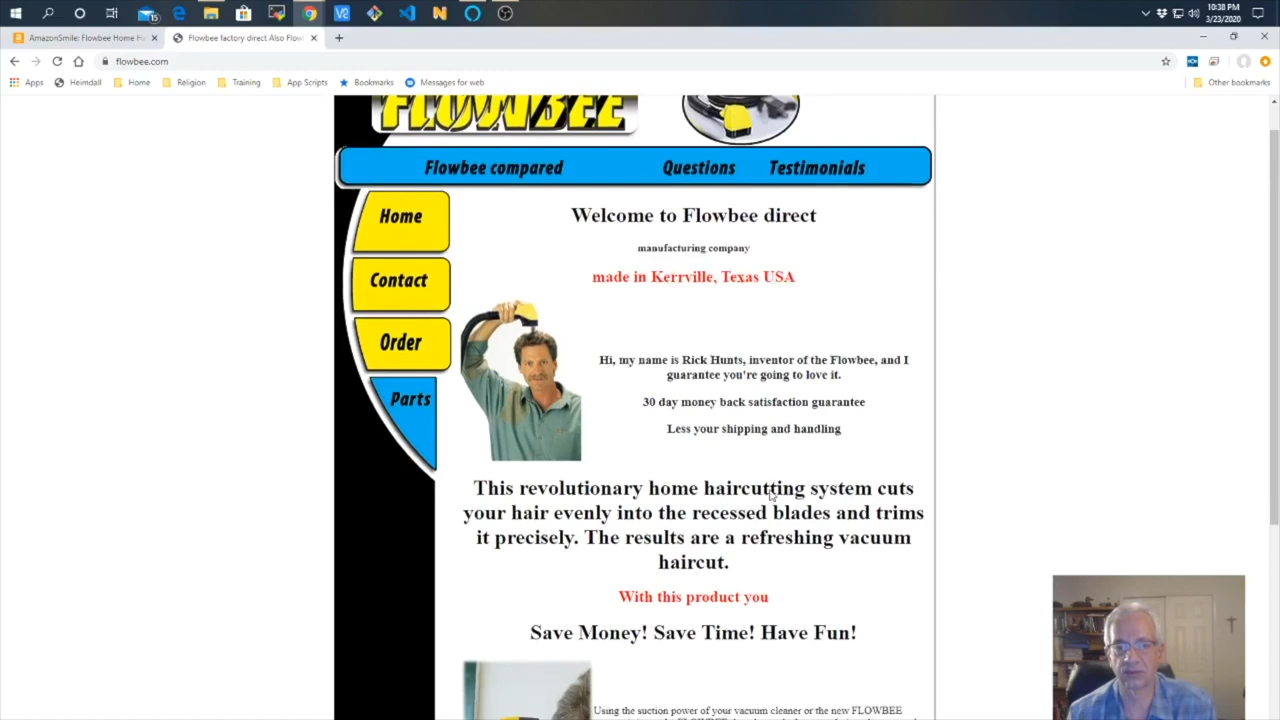 10:38 PM
3/23/2020
15
V2
AmazonSmile: Flowbee Home Ha
Flowbee factory direct Also Flow
flowbee.com
Apps
Heimdall
Home
Religion
Training
App Scripts
Bookmarks
Messages for web
Other bookmarks
FLOWBEE
Flowbee compared
Questions
Testimonials
Home
Contact
Order
Parts
Welcome to Flowbee direct
manufacturing company
made in Kerrville, Texas USA
Hi, my name is Rick Hunts, inventor of the Flowbee, and I
guarantee you're going to love it.
30 day money back satisfaction guarantee
Less your shipping and handling
This revolutionary home haircutting system cuts
your hair evenly into the recessed blades and trims
it precisely. The results are a refreshing vacuum
haircut.
With this product you
Save Money! Save Time! Have Fun!
Using the suction power of your vacuum cleaner or the new FLOWBEE